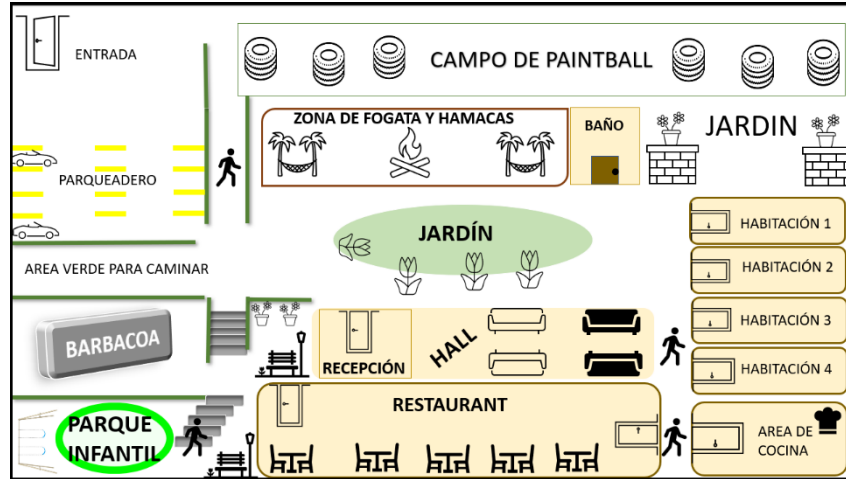 ENTRADA
CAMPO DE PAINTBALL
ZONA DE FOGATA Y HAMACAS
BAÑO
JARDIN
PARQUEADERO
HABITACIÓN 1
JARDÍN
AREA VERDE PARA CAMINAR
HABITACIÓN 2
BARBACOA
HALL
HABITACIÓN 3
RECEPCIÓN
HABITACIÓN 4
RESTAURANT
PARQUE
INFANTIL
AREA DE
COCINA